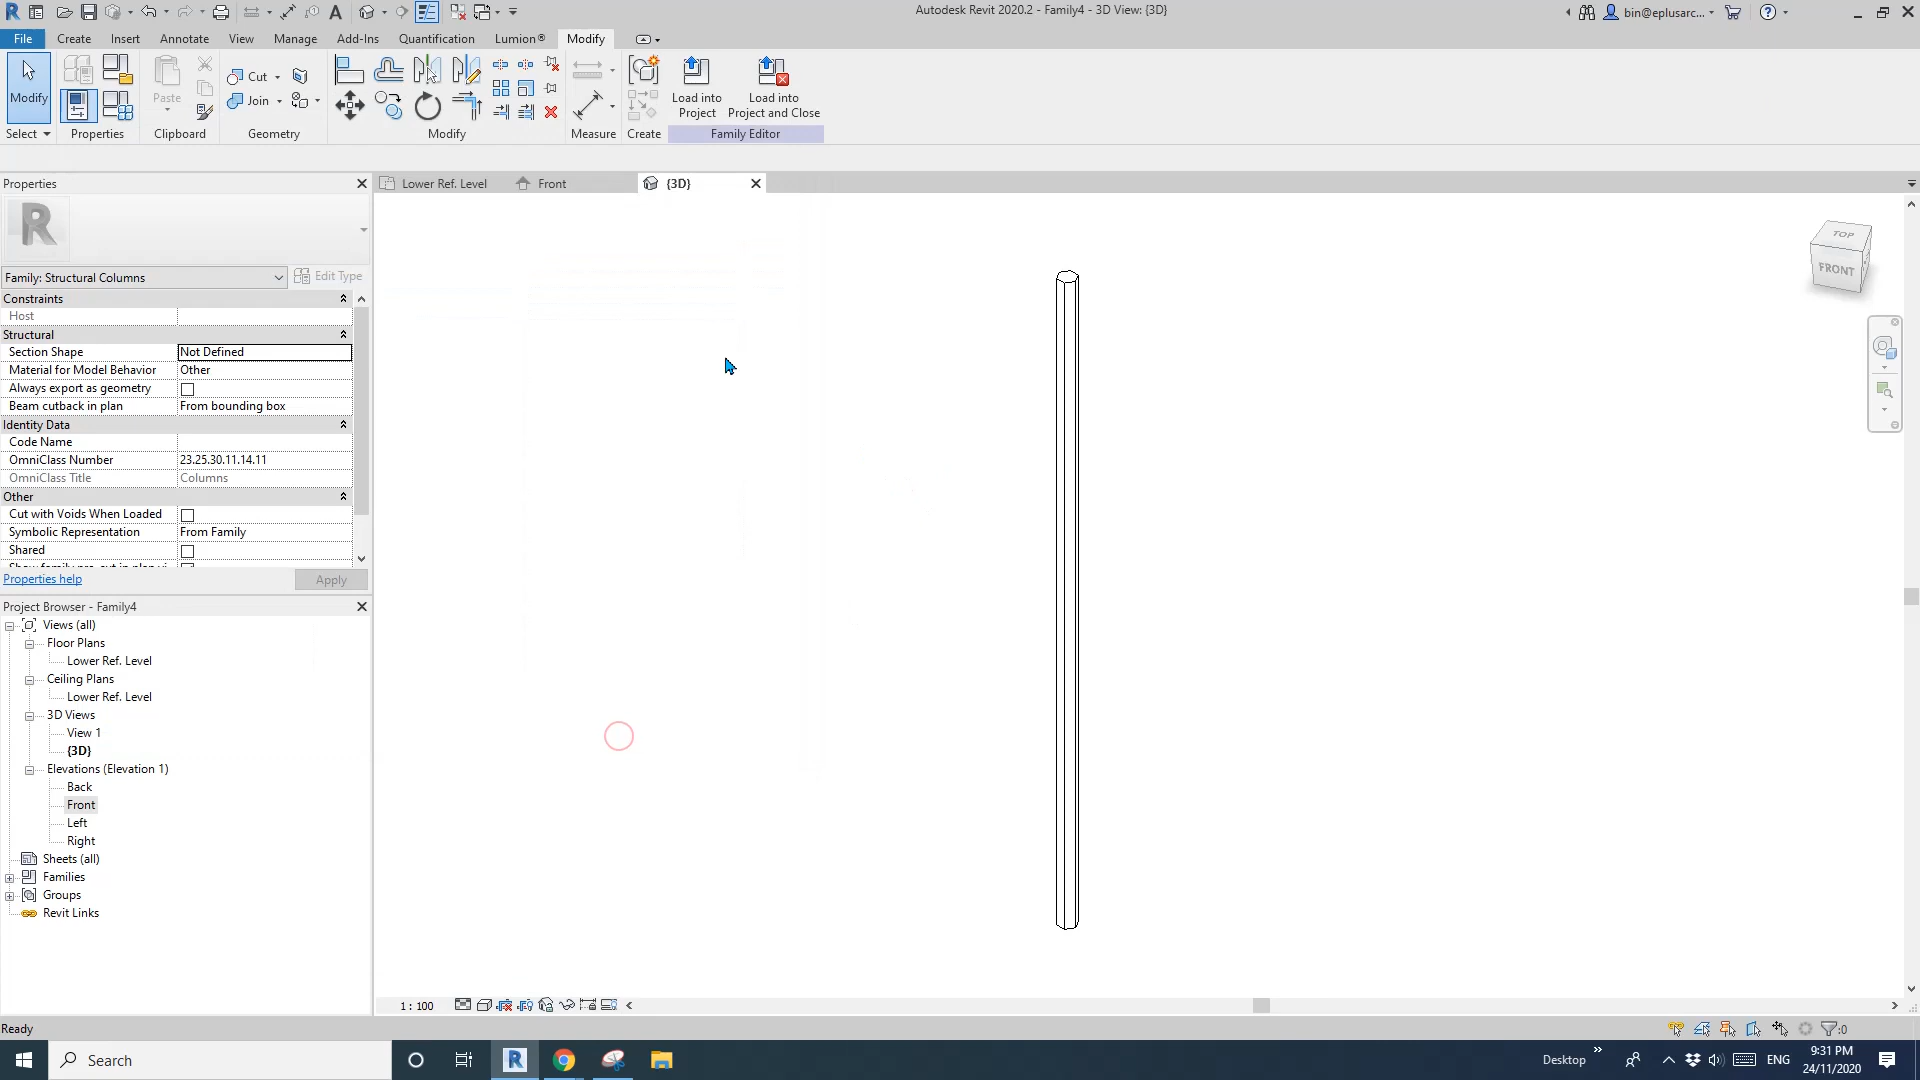 Autodesk Revit 2020.2 - Family4 - 3D View: {3D}
bin@eplusarc...
File Create Insert Annotate View Manage Add-Ins Quantification Lumion® Modify
Modify
Paste
Cut
Join
Load into Project
Load into Project and Close
Select Properties Clipboard Geometry Modify Measure Create Family Editor
Properties
Lower Ref. Level Front {3D}
TOP
FRONT
Family: Structural Columns Edit Type
Constraints
Host
Structural
Section Shape Not Defined
Material for Model Behavior Other
Always export as geometry
Beam cutback in plan From bounding box
Identity Data
Code Name
OmniClass Number 23.25.30.11.14.11
OmniClass Title Columns
Other
Cut with Voids When Loaded
Symbolic Representation From Family
Shared
Properties help Apply
Project Browser - Family4
Views (all)
Floor Plans
Lower Ref. Level
Ceiling Plans
Lower Ref. Level
3D Views
View 1
{3D}
Elevations (Elevation 1)
Back
Front
Left
Right
Sheets (all)
Families
Groups
Revit Links
1 : 100
Ready
:0
Search
Desktop
ENG
9:31 PM
24/11/2020